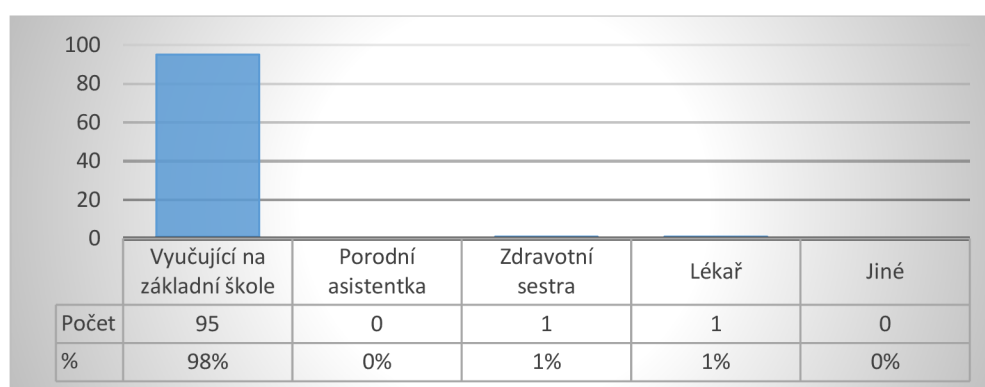 100
80
60
40
20
0
Vyučující na
základní škole
Porodní
asistentka
Zdravotní
sestra
Lékař
Jiné
Počet 95 0 1 1 0
% 98% 0% 1% 1% 0%